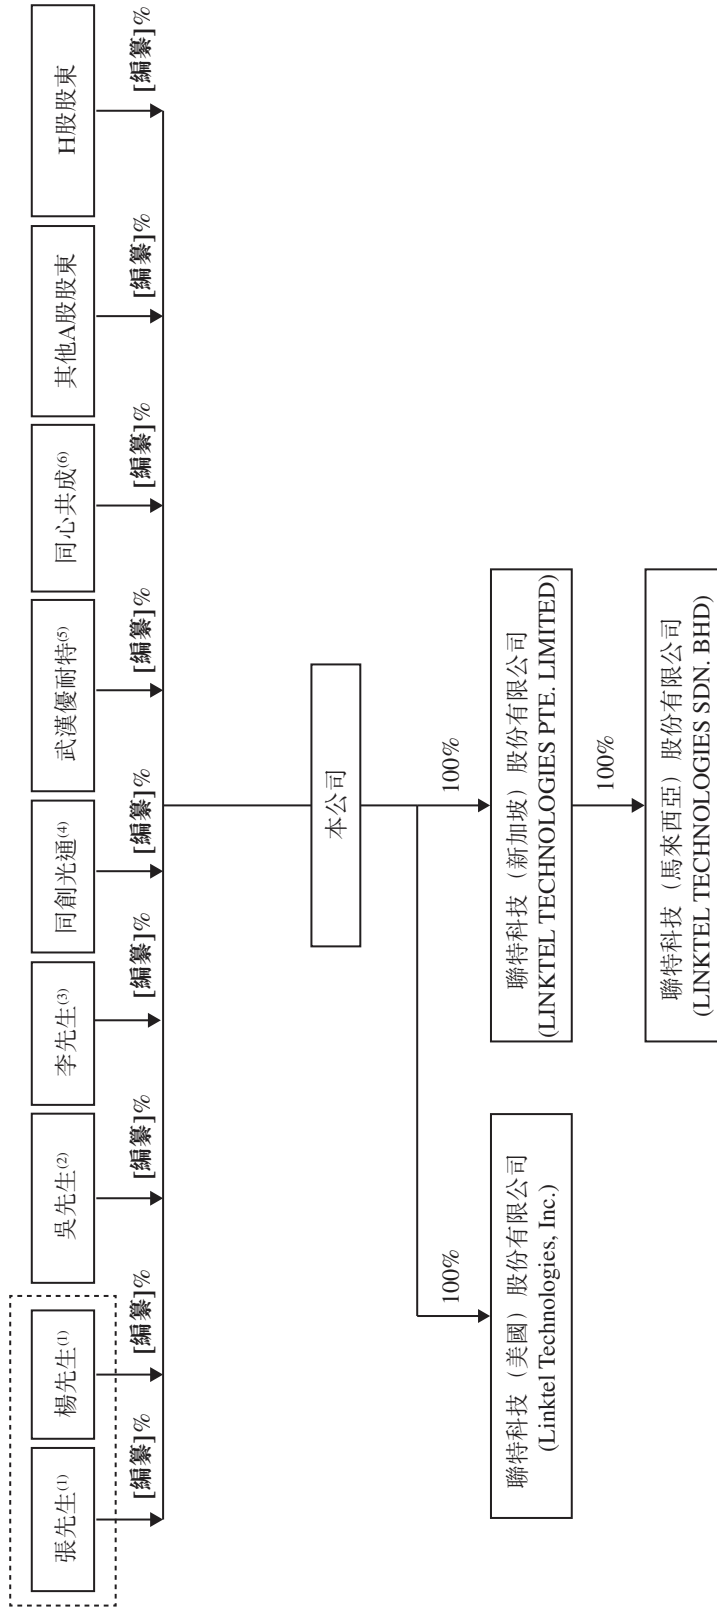 張先生(1)
楊先生(1)
吳先生(2)
李先生(3)
同創光通(4)
武漢優耐特(5)
同心共成(6)
其他A股股東
H股股東
[編纂]%
[編纂]%
[編纂]%
[編纂]%
[編纂]%
[編纂]%
[編纂]%
[編纂]%
[編纂]%
本公司
100%
100%
聯特科技（美國）股份有限公司
(Linktel Technologies, Inc.)
聯特科技（新加坡）股份有限公司
(LINKTEL TECHNOLOGIES PTE. LIMITED)
100%
聯特科技（馬來西亞）股份有限公司
(LINKTEL TECHNOLOGIES SDN. BHD)